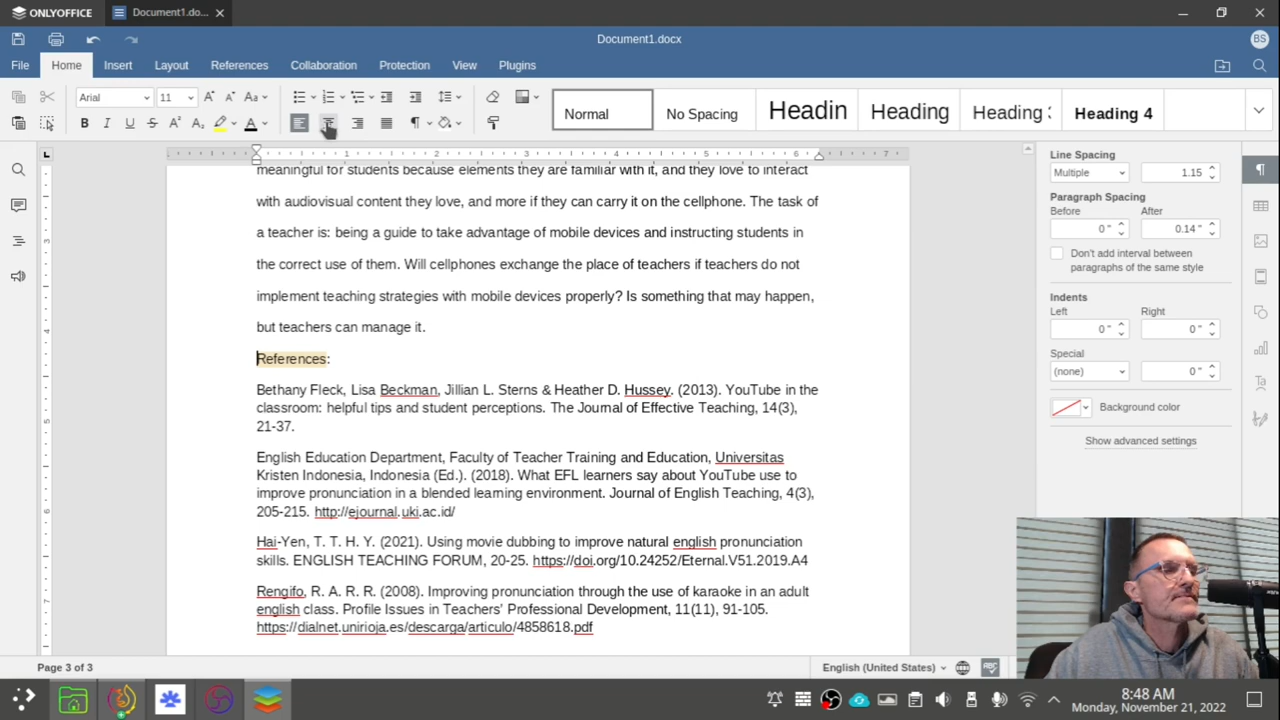 ONLYOFFICE
Document1.do...
Document1.docx
BS
File
Home
Insert
Layout
References
Collaboration
Protection
View
Plugins
Arial
11
Normal
No Spacing
Headin
Heading
Heading
Heading 4
1
2
3
4
5
6
7
Line Spacing
Multiple
1.15
Paragraph Spacing
Before
After
0 "
0.14 "
Don't add interval between
paragraphs of the same style
Indents
Left
Right
0 "
0 "
Special
(none)
0 "
Background color
Show advanced settings
3
4
5
6
7
meaningful for students because elements they are familiar with it, and they love to interact
with audiovisual content they love, and more if they can carry it on the cellphone. The task of
a teacher is: being a guide to take advantage of mobile devices and instructing students in
the correct use of them. Will cellphones exchange the place of teachers if teachers do not
implement teaching strategies with mobile devices properly? Is something that may happen,
but teachers can manage it.
References:
Bethany Fleck, Lisa Beckman, Jillian L. Sterns & Heather D. Hussey. (2013). YouTube in the
classroom: helpful tips and student perceptions. The Journal of Effective Teaching, 14(3),
21-37.
English Education Department, Faculty of Teacher Training and Education, Universitas
Kristen Indonesia, Indonesia (Ed.). (2018). What EFL learners say about YouTube use to
improve pronunciation in a blended learning environment. Journal of English Teaching, 4(3),
205-215. http://ejournal.uki.ac.id/
Hai-Yen, T. T. H. Y. (2021). Using movie dubbing to improve natural english pronunciation
skills. ENGLISH TEACHING FORUM, 20-25. https://doi.org/10.24252/Eternal.V51.2019.A4
Rengifo, R. A. R. R. (2008). Improving pronunciation through the use of karaoke in an adult
english class. Profile Issues in Teachers' Professional Development, 11(11), 91-105.
https://dialnet.unirioja.es/descarga/articulo/4858618.pdf
Page 3 of 3
English (United States)
8:48 AM
Monday, November 21, 2022